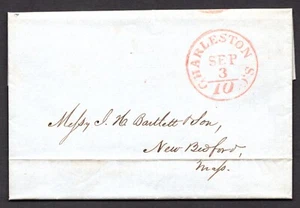 CHARLESTON S.C.
SEP
3
10
Messrs I. H. Bartlett & Son,
New Bedford,
Mass.